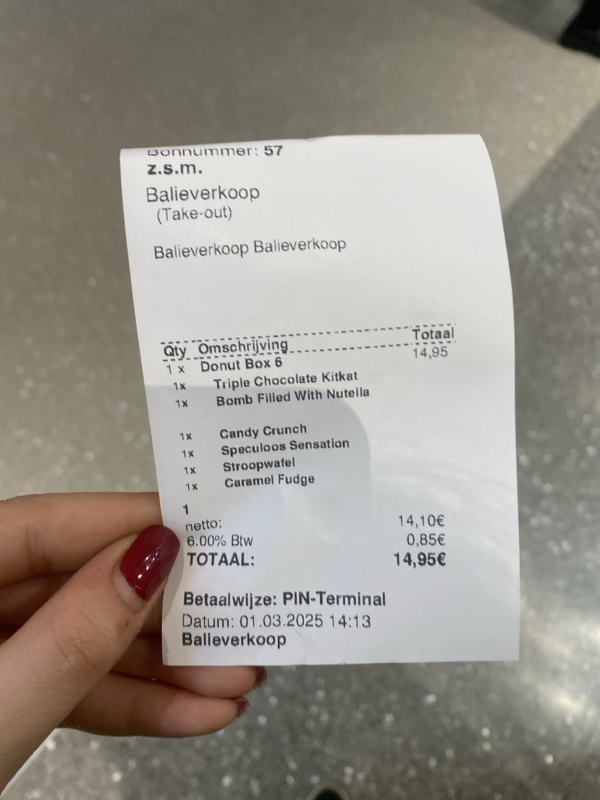 Bonnummer: 57
z.s.m.
Balieverkoop
(Take-out)
Balieverkoop Balieverkoop
Qty Omschrijving Totaal
1 x Donut Box 6 14,95
1x Triple Chocolate Kitkat
1x Bomb Filled With Nutella
1x Candy Crunch
1x Speculoos Sensation
1x Stroopwafel
1x Caramel Fudge
1
netto: 14,10€
6.00% Btw 0,85€
TOTAAL: 14,95€
Betaalwijze: PIN-Terminal
Datum: 01.03.2025 14:13
Balieverkoop